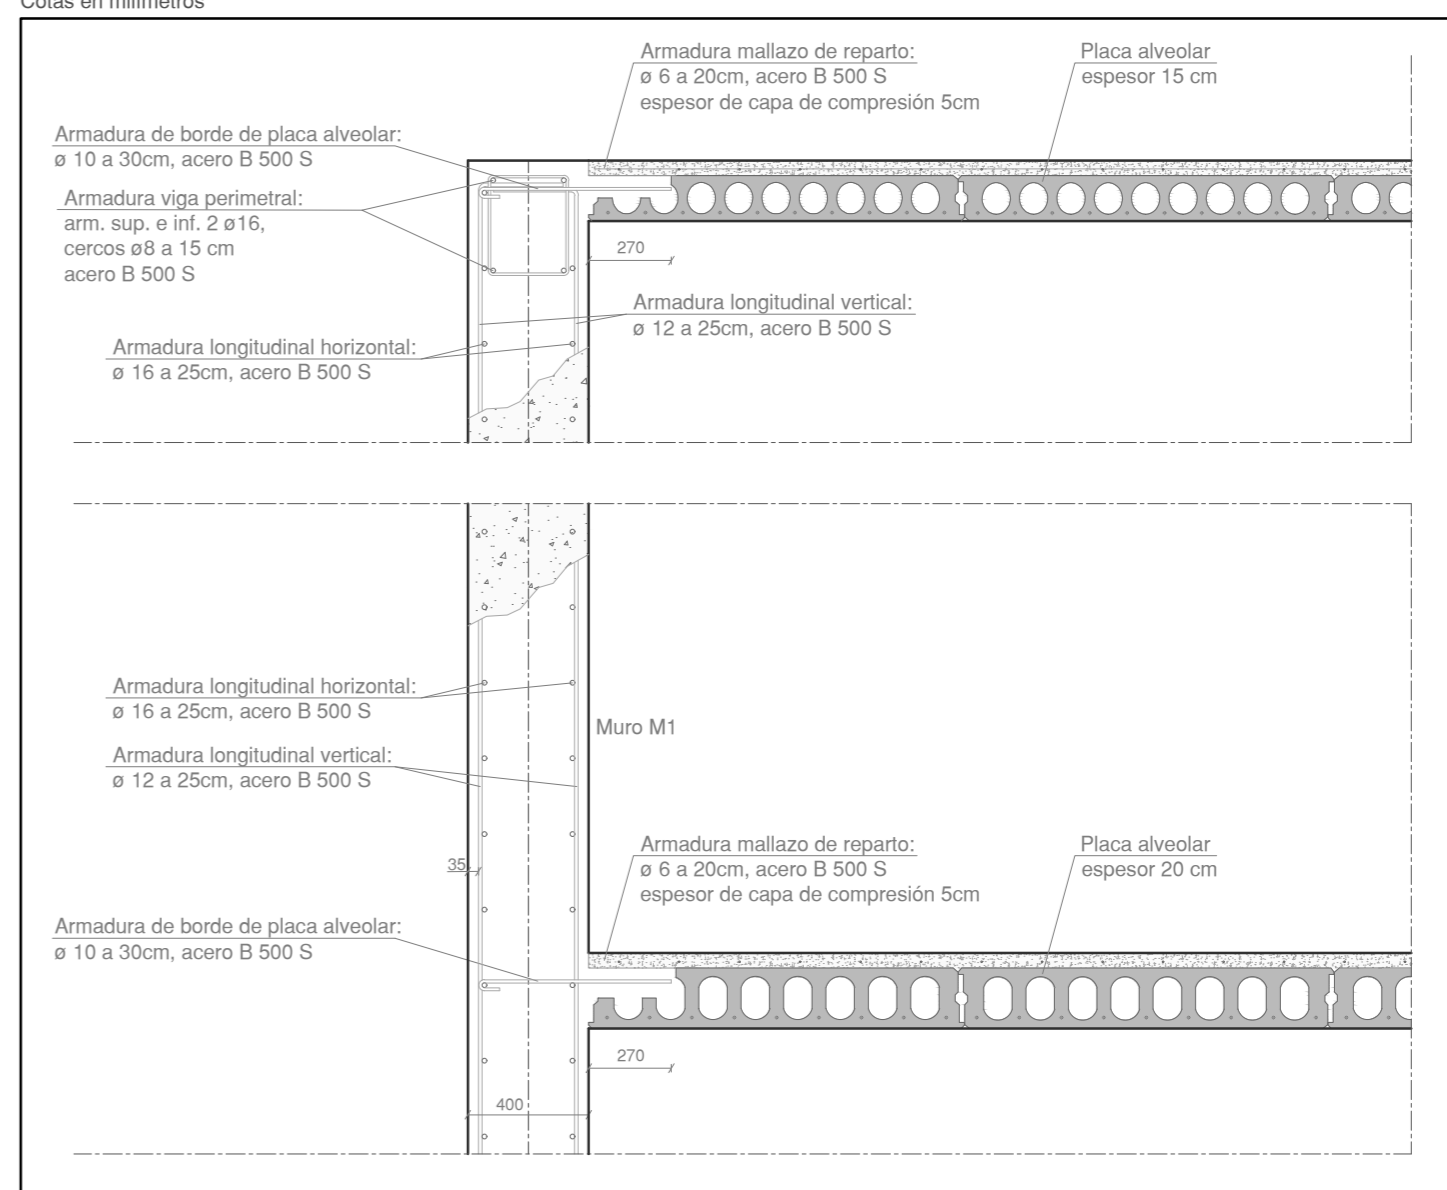 Cotas en milímetros
Armadura mallazo de reparto:
ø 6 a 20cm, acero B 500 S
espesor de capa de compresión 5cm
Placa alveolar
espesor 15 cm
Armadura de borde de placa alveolar:
ø 10 a 30cm, acero B 500 S
Armadura viga perimetral:
arm. sup. e inf. 2 ø16,
cercos ø8 a 15 cm
acero B 500 S
270
Armadura longitudinal vertical:
ø 12 a 25cm, acero B 500 S
Armadura longitudinal horizontal:
ø 16 a 25cm, acero B 500 S
Armadura longitudinal horizontal:
ø 16 a 25cm, acero B 500 S
Muro M1
Armadura longitudinal vertical:
ø 12 a 25cm, acero B 500 S
35
Armadura mallazo de reparto:
ø 6 a 20cm, acero B 500 S
espesor de capa de compresión 5cm
Placa alveolar
espesor 20 cm
Armadura de borde de placa alveolar:
ø 10 a 30cm, acero B 500 S
270
400